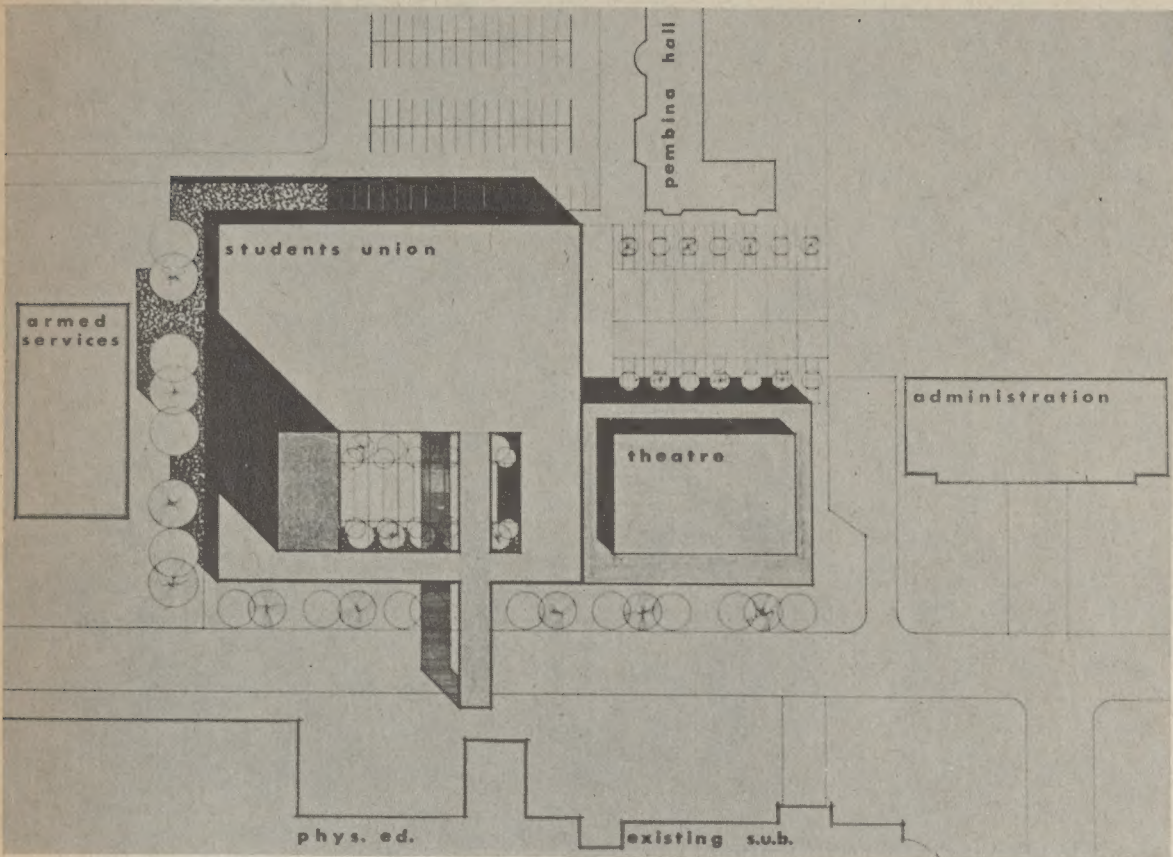 pembina hall
students union
armed
services
administration
theatre
phys. ed.
existing s.u.b.